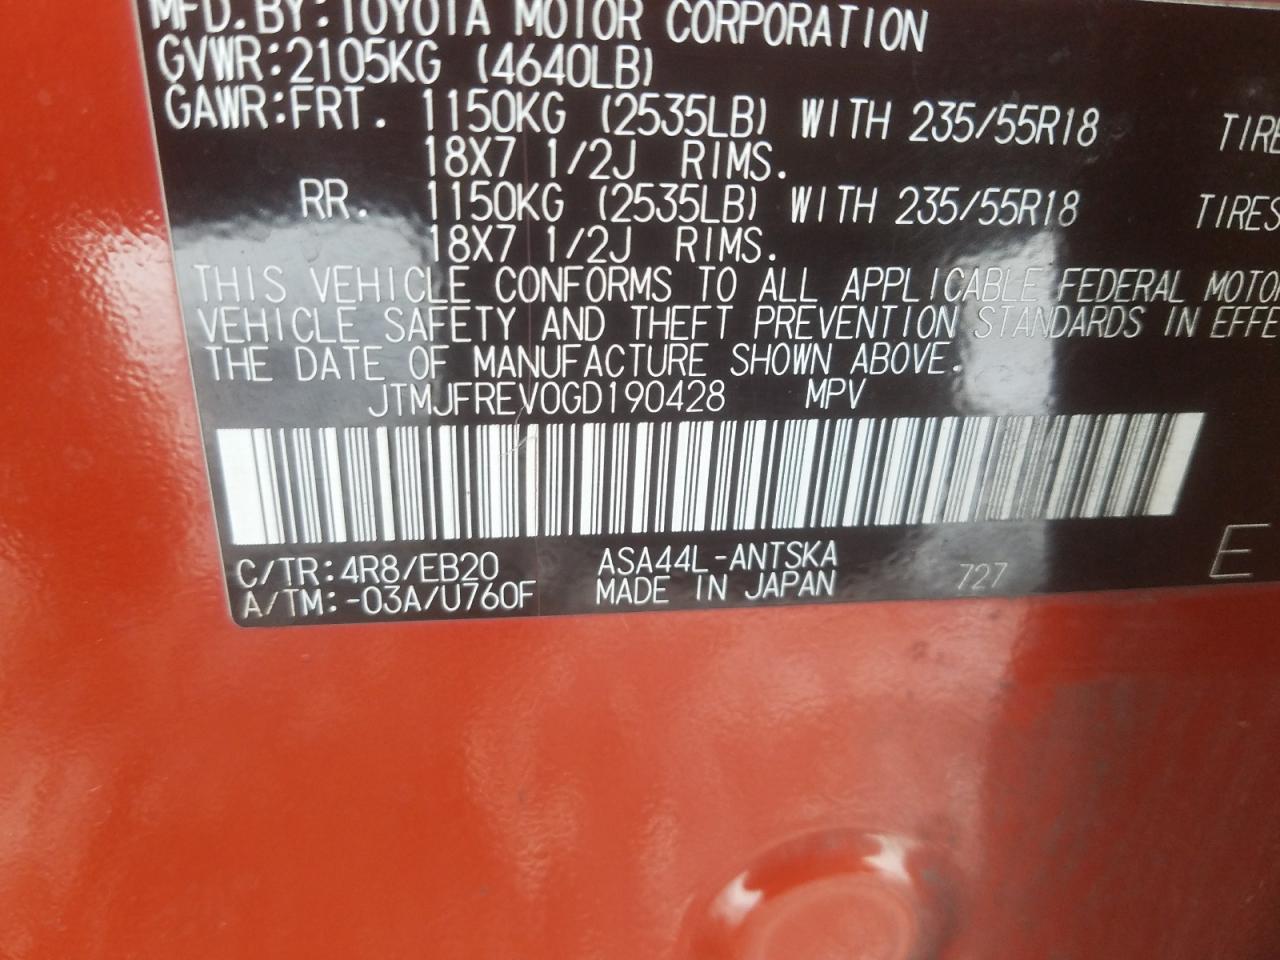 MFD.BY:TOYOTA MOTOR CORPORATION
GVWR:2105KG (4640LB)
GAWR:FRT. 1150KG (2535LB) WITH 235/55R18 TIRE
18X7 1/2J RIMS.
RR. 1150KG (2535LB) WITH 235/55R18 TIRES
18X7 1/2J RIMS.
THIS VEHICLE CONFORMS TO ALL APPLICABLE FEDERAL MOTO
VEHICLE SAFETY AND THEFT PREVENTION STANDARDS IN EFFE
THE DATE OF MANUFACTURE SHOWN ABOVE.
JTMJFREV0GD190428 MPV
C/TR:4R8/EB20 ASA44L-ANTSKA
A/TM:-03A/U760F MADE IN JAPAN 727 E